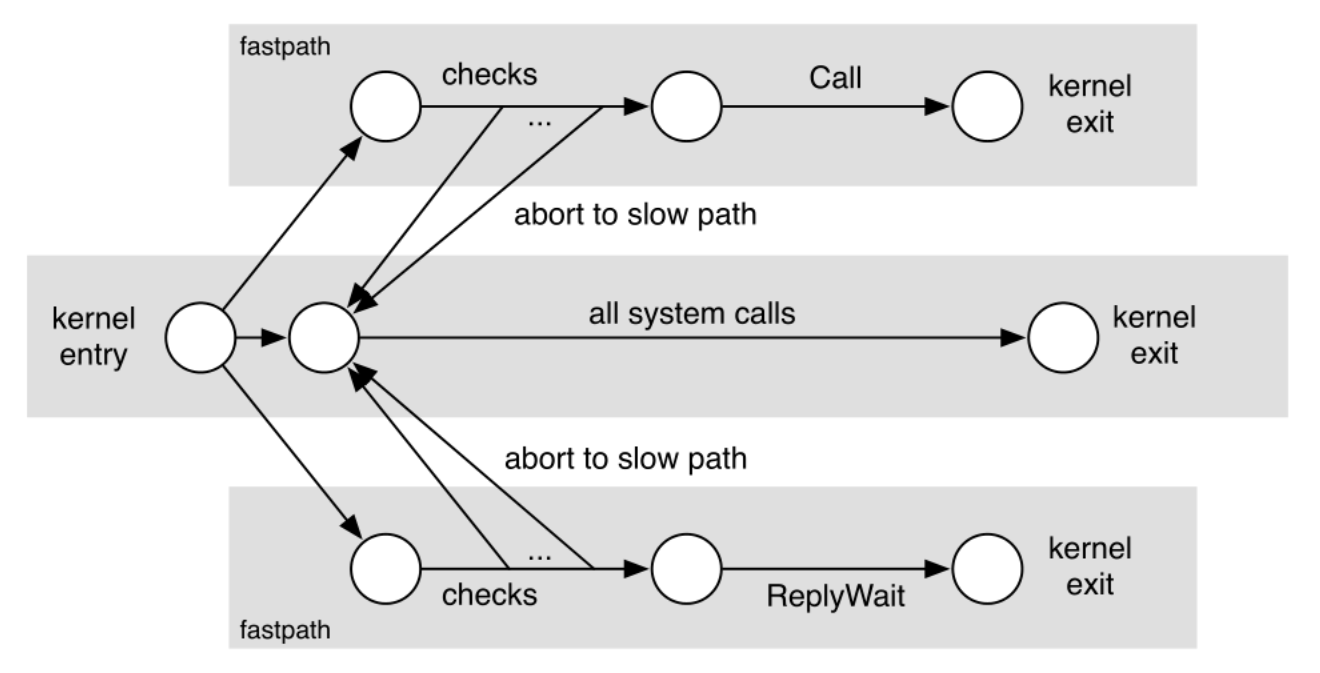 fastpath
checks
Call
kernel
exit
...
abort to slow path
kernel
entry
all system calls
kernel
exit
abort to slow path
...
checks
ReplyWait
kernel
exit
fastpath